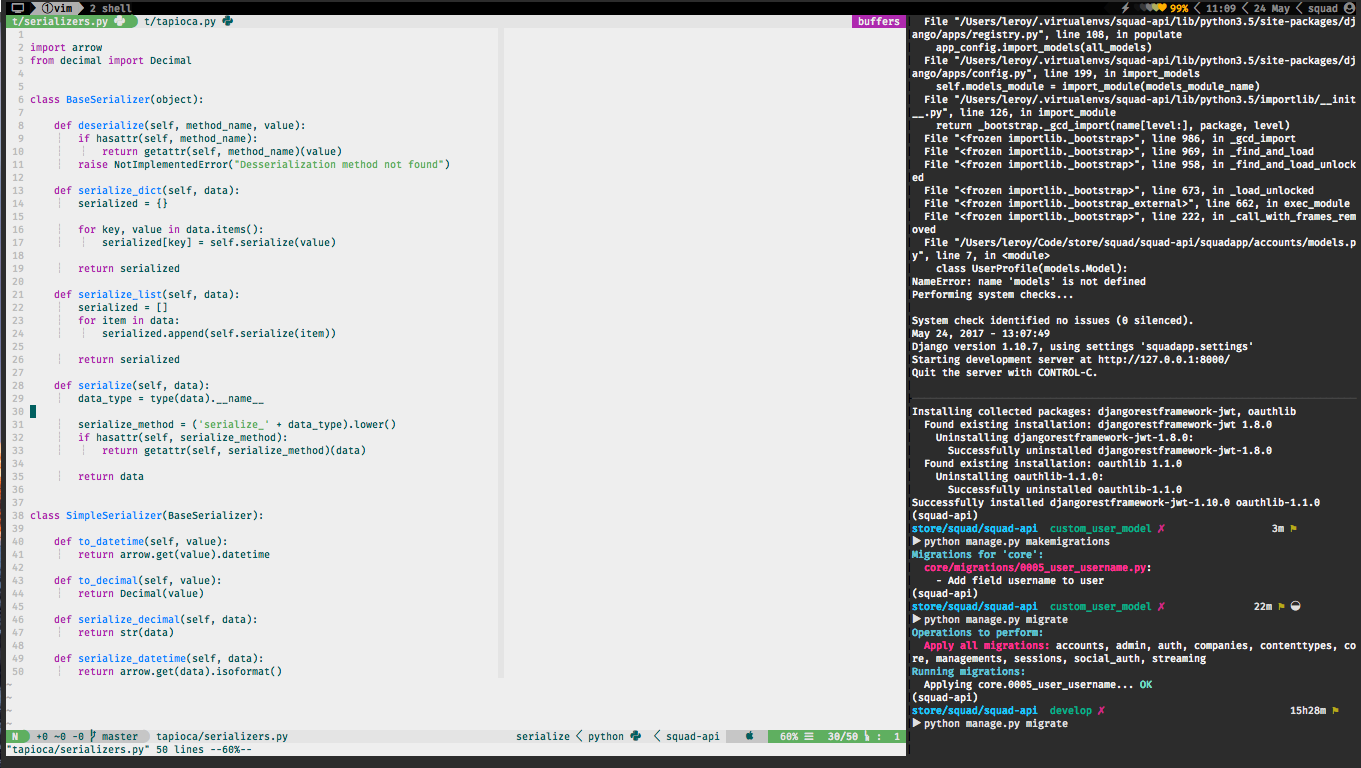 ①vim
2 shell
99%
11:09
24 May
squad
t/serializers.py
t/tapioca.py
buffers
1
2 import arrow
3 from decimal import Decimal
4
5
6 class BaseSerializer(object):
7
8 def deserialize(self, method_name, value):
9 if hasattr(self, method_name):
10 return getattr(self, method_name)(value)
11 raise NotImplementedError("Desserialization method not found")
12
13 def serialize_dict(self, data):
14 serialized = {}
15
16 for key, value in data.items():
17 serialized[key] = self.serialize(value)
18
19 return serialized
20
21 def serialize_list(self, data):
22 serialized = []
23 for item in data:
24 serialized.append(self.serialize(item))
25
26 return serialized
27
28 def serialize(self, data):
29 data_type = type(data).__name__
30
31 serialize_method = ('serialize_' + data_type).lower()
32 if hasattr(self, serialize_method):
33 return getattr(self, serialize_method)(data)
34
35 return data
36
37
38 class SimpleSerializer(BaseSerializer):
39
40 def to_datetime(self, value):
41 return arrow.get(value).datetime
42
43 def to_decimal(self, value):
44 return Decimal(value)
45
46 def serialize_decimal(self, data):
47 return str(data)
48
49 def serialize_datetime(self, data):
50 return arrow.get(data).isoformat()
~
~
~
~
N +0 ~0 -0 master tapioca/serializers.py serialize < python < squad-api 60% ☰ 30/50 : 1
"tapioca/serializers.py" 50 lines --60%--
File "/Users/leroy/.virtualenvs/squad-api/lib/python3.5/site-packages/dj
ango/apps/registry.py", line 108, in populate
app_config.import_models(all_models)
File "/Users/leroy/.virtualenvs/squad-api/lib/python3.5/site-packages/dj
ango/apps/config.py", line 199, in import_models
self.models_module = import_module(models_module_name)
File "/Users/leroy/.virtualenvs/squad-api/lib/python3.5/importlib/__init
__.py", line 126, in import_module
return _bootstrap._gcd_import(name[level:], package, level)
File "<frozen importlib._bootstrap>", line 986, in _gcd_import
File "<frozen importlib._bootstrap>", line 969, in _find_and_load
File "<frozen importlib._bootstrap>", line 958, in _find_and_load_unlock
ed
File "<frozen importlib._bootstrap>", line 673, in _load_unlocked
File "<frozen importlib._bootstrap_external>", line 662, in exec_module
File "<frozen importlib._bootstrap>", line 222, in _call_with_frames_rem
oved
File "/Users/leroy/Code/store/squad/squad-api/squadapp/accounts/models.p
y", line 7, in <module>
class UserProfile(models.Model):
NameError: name 'models' is not defined
Performing system checks...

System check identified no issues (0 silenced).
May 24, 2017 - 13:07:49
Django version 1.10.7, using settings 'squadapp.settings'
Starting development server at http://127.0.0.1:8000/
Quit the server with CONTROL-C.

Installing collected packages: djangorestframework-jwt, oauthlib
Found existing installation: djangorestframework-jwt 1.8.0
Uninstalling djangorestframework-jwt-1.8.0:
Successfully uninstalled djangorestframework-jwt-1.8.0
Found existing installation: oauthlib 1.1.0
Uninstalling oauthlib-1.1.0:
Successfully uninstalled oauthlib-1.1.0
Successfully installed djangorestframework-jwt-1.10.0 oauthlib-1.1.0
(squad-api)
store/squad/squad-api custom_user_model ✗ 3m
▶ python manage.py makemigrations
Migrations for 'core':
core/migrations/0005_user_username.py:
- Add field username to user
(squad-api)
store/squad/squad-api custom_user_model ✗ 22m
▶ python manage.py migrate
Operations to perform:
Apply all migrations: accounts, admin, auth, companies, contenttypes, co
re, managements, sessions, social_auth, streaming
Running migrations:
Applying core.0005_user_username... OK
(squad-api)
store/squad/squad-api develop ✗ 15h28m
▶ python manage.py migrate